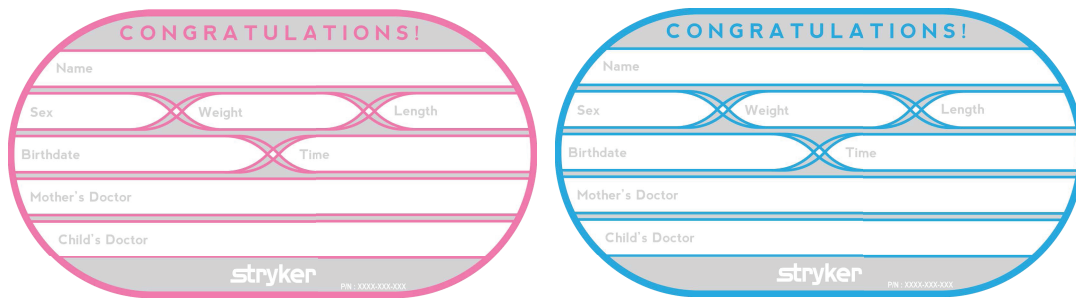 CONGRATULATIONS!
Name
Sex Weight Length
Birthdate Time
Mother's Doctor
Child's Doctor
stryker
P/N : XXXX-XXX-XXX
CONGRATULATIONS!
Name
Sex Weight Length
Birthdate Time
Mother's Doctor
Child's Doctor
stryker
P/N : XXXX-XXX-XXX